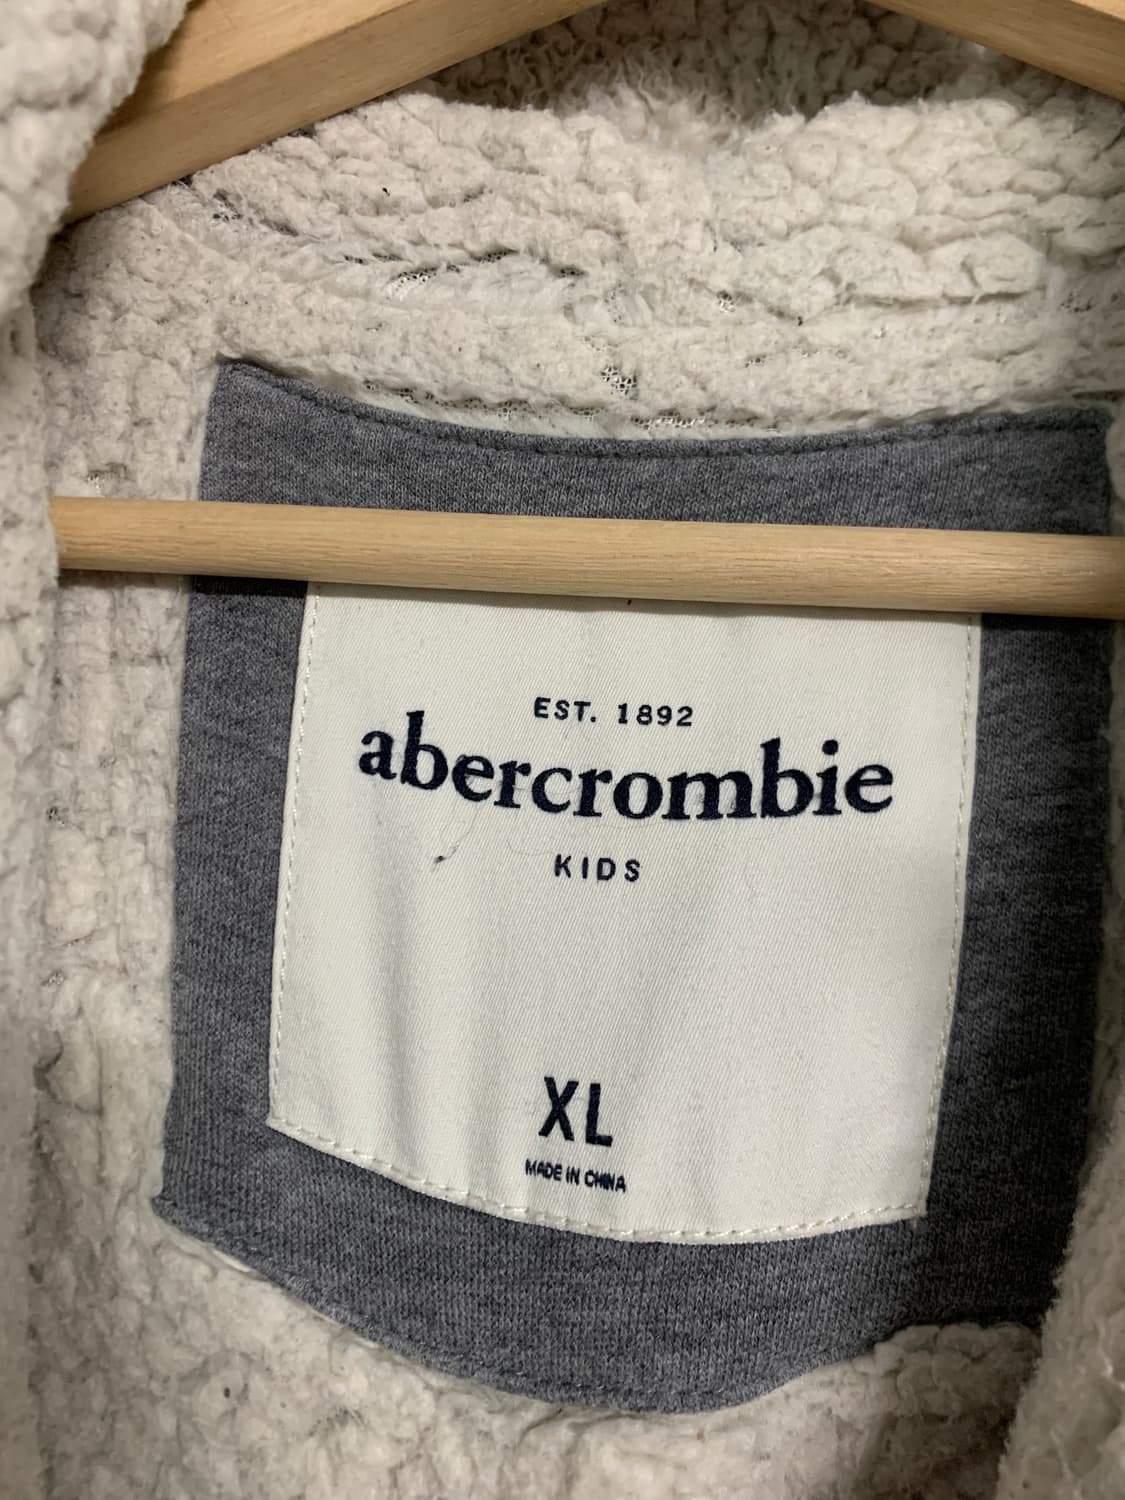 EST. 1892
abercrombie
KIDS
XL
MADE IN CHINA